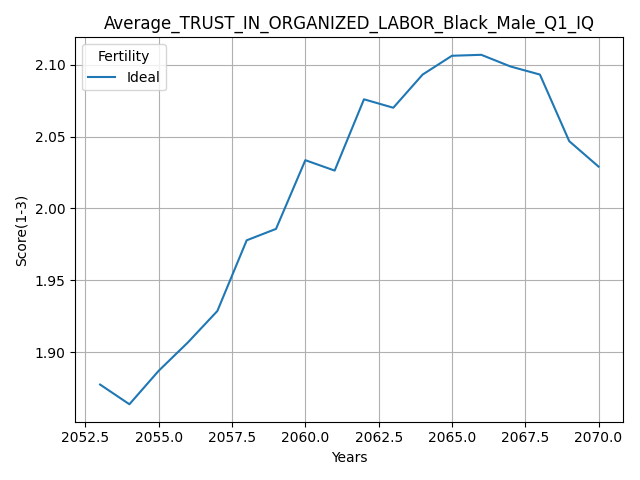 Average_TRUST_IN_ORGANIZED_LABOR_Black_Male_Q1_IQ
Fertility
Ideal
2.10
2.05
2.00
1.95
1.90
Score(1-3)
2052.5 2055.0 2057.5 2060.0 2062.5 2065.0 2067.5 2070.0
Years